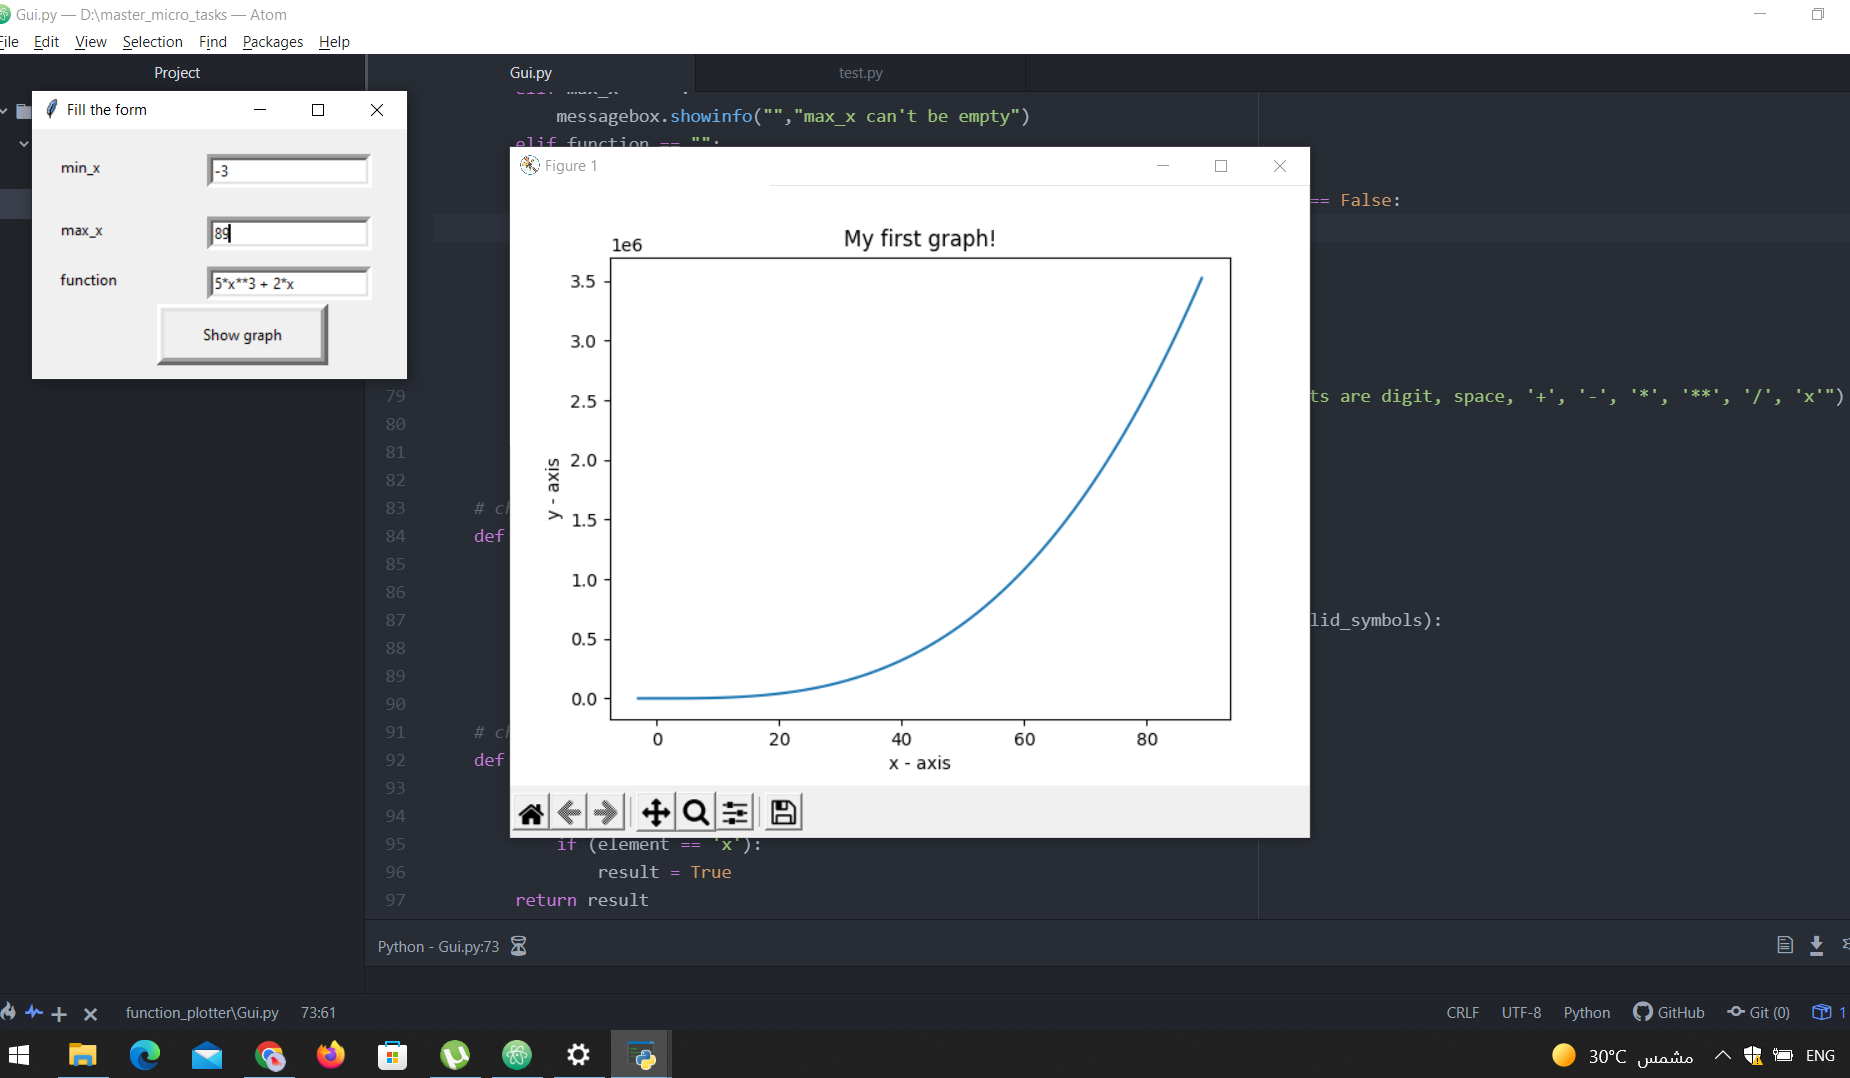 Gui.py — D:\master_micro_tasks — Atom
File Edit View Selection Find Packages Help
Project
Gui.py
test.py
Fill the form
min_x
-3
max_x
89
function
5*x**3 + 2*x
Show graph
messagebox.showinfo("","max_x can't be empty")
elif function == "":
== False:
Figure 1
My first graph!
1e6
3.5
3.0
2.5
2.0
1.5
1.0
0.5
0.0
y - axis
0 20 40 60 80
x - axis
79 ts are digit, space, '+', '-', '*', '**', '/', 'x'")
80
81
82
83 # ch
84 def
85
86
87 lid_symbols):
88
89
90
91 # ch
92 def
93
94
95 if (element == 'x'):
96 result = True
97 return result
Python - Gui.py:73
function_plotter\Gui.py 73:61
CRLF UTF-8 Python GitHub Git (0) 1
30°C مشمس ENG